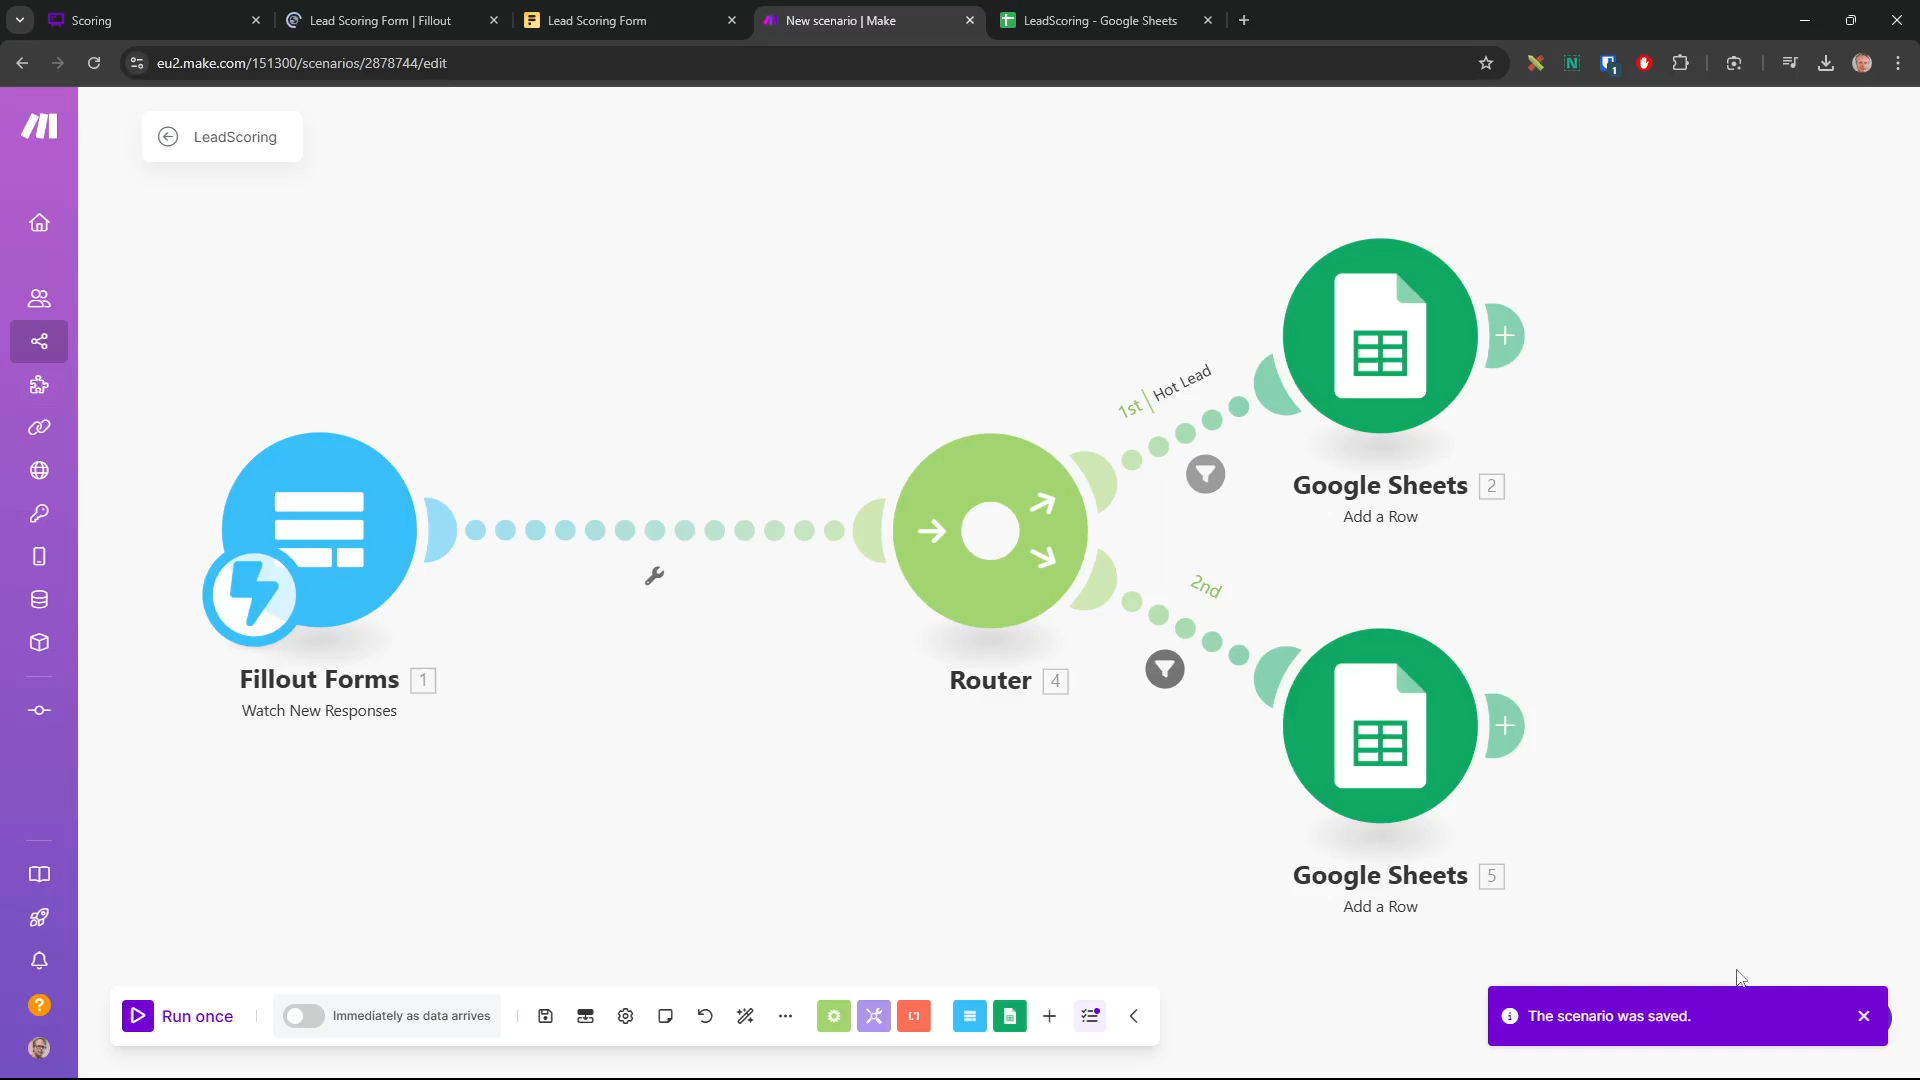 Scoring
Lead Scoring Form | Fillout
Lead Scoring Form
New scenario | Make
LeadScoring - Google Sheets
eu2.make.com/151300/scenarios/2878744/edit
1
LeadScoring
1st
Hot Lead
Google Sheets 2
Add a Row
2nd
Fillout Forms 1
Watch New Responses
Router 4
Google Sheets 5
Add a Row
Run once
Immediately as data arrives
The scenario was saved.